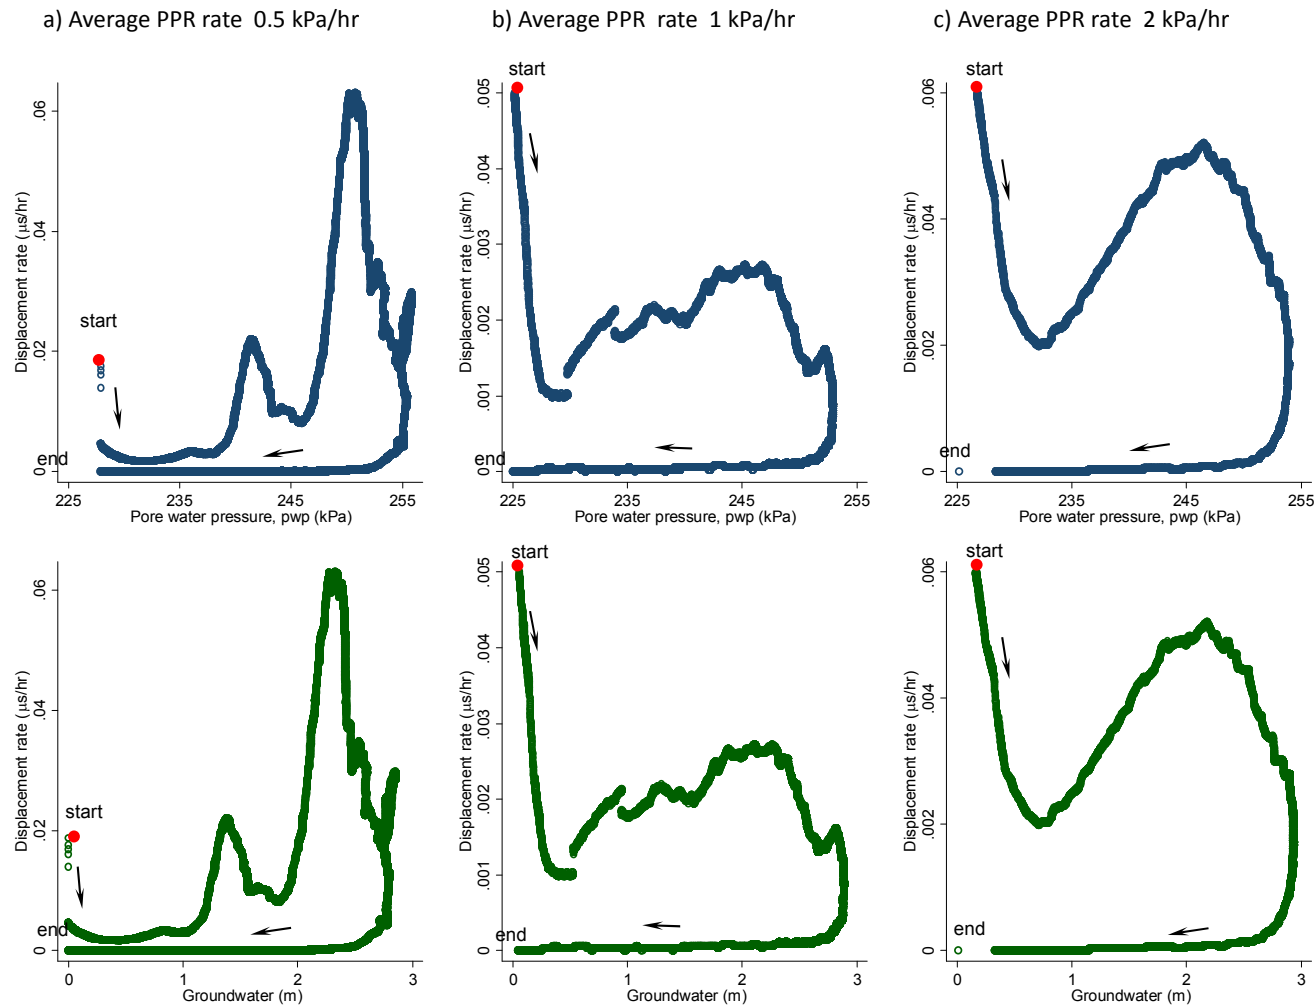 a) Average PPR rate 0.5 kPa/hr
b) Average PPR rate 1 kPa/hr
c) Average PPR rate 2 kPa/hr
Displacement rate (µs/hr)
.06
.04
.02
0
start
end
225
235
245
255
Pore water pressure, pwp (kPa)
Displacement rate (µs/hr)
.005
.004
.003
.002
.001
0
start
end
225
235
245
255
Pore water pressure, pwp (kPa)
Displacement rate (µs/hr)
.006
.004
.002
0
start
end
225
235
245
255
Pore water pressure, pwp (kPa)
Displacement rate (µs/hr)
.06
.04
.02
0
start
end
0
1
2
3
Groundwater (m)
Displacement rate (µs/hr)
.005
.004
.003
.002
.001
0
start
end
0
1
2
3
Groundwater (m)
Displacement rate (µs/hr)
.006
.004
.002
0
start
end
0
1
2
3
Groundwater (m)